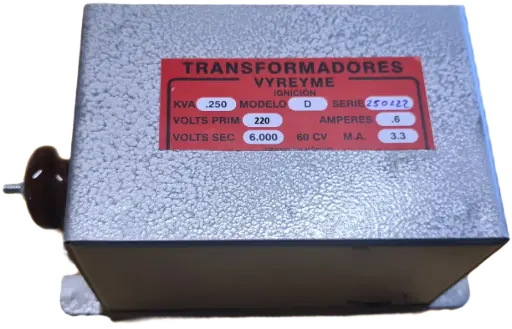 TRANSFORMADORES
VYREYME
IGNICION
KVA .250 MODELO D SERIE 250222
VOLTS PRIM 220 AMPERES .6
VOLTS SEC 6.000 60 CV M.A. 3.3